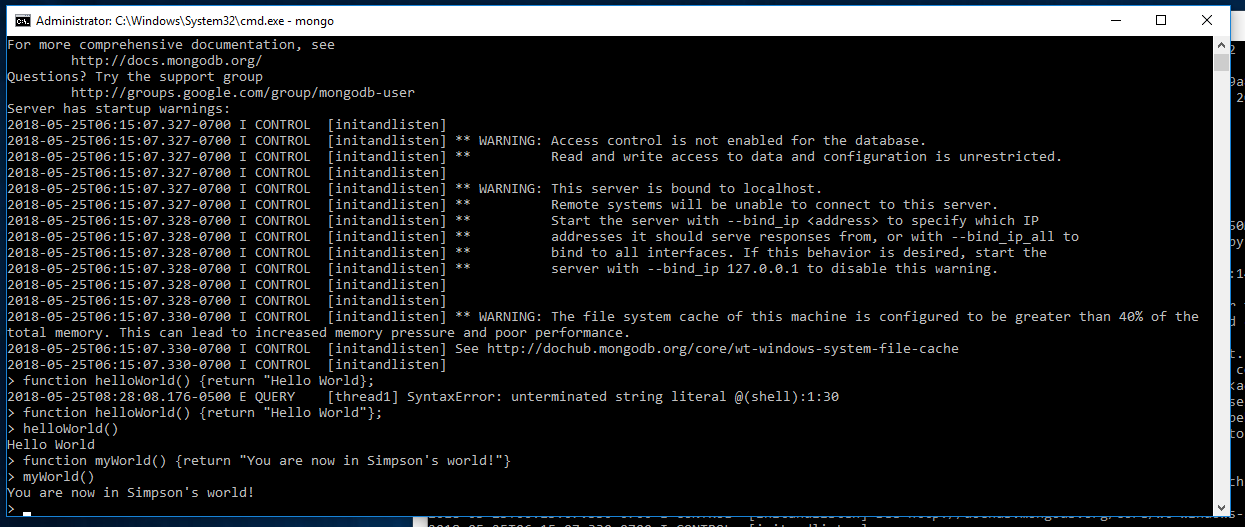 Administrator: C:\Windows\System32\cmd.exe - mongo
For more comprehensive documentation, see
http://docs.mongodb.org/
Questions? Try the support group
http://groups.google.com/group/mongodb-user
Server has startup warnings:
2018-05-25T06:15:07.327-0700 I CONTROL  [initandlisten]
2018-05-25T06:15:07.327-0700 I CONTROL  [initandlisten] ** WARNING: Access control is not enabled for the database.
2018-05-25T06:15:07.327-0700 I CONTROL  [initandlisten] **          Read and write access to data and configuration is unrestricted.
2018-05-25T06:15:07.327-0700 I CONTROL  [initandlisten]
2018-05-25T06:15:07.327-0700 I CONTROL  [initandlisten] ** WARNING: This server is bound to localhost.
2018-05-25T06:15:07.327-0700 I CONTROL  [initandlisten] **          Remote systems will be unable to connect to this server.
2018-05-25T06:15:07.328-0700 I CONTROL  [initandlisten] **          Start the server with --bind_ip <address> to specify which IP
2018-05-25T06:15:07.328-0700 I CONTROL  [initandlisten] **          addresses it should serve responses from, or with --bind_ip_all to
2018-05-25T06:15:07.328-0700 I CONTROL  [initandlisten] **          bind to all interfaces. If this behavior is desired, start the
2018-05-25T06:15:07.328-0700 I CONTROL  [initandlisten] **          server with --bind_ip 127.0.0.1 to disable this warning.
2018-05-25T06:15:07.328-0700 I CONTROL  [initandlisten]
2018-05-25T06:15:07.328-0700 I CONTROL  [initandlisten]
2018-05-25T06:15:07.330-0700 I CONTROL  [initandlisten] ** WARNING: The file system cache of this machine is configured to be greater than 40% of the
total memory. This can lead to increased memory pressure and poor performance.
2018-05-25T06:15:07.330-0700 I CONTROL  [initandlisten] See http://dochub.mongodb.org/core/wt-windows-system-file-cache
2018-05-25T06:15:07.330-0700 I CONTROL  [initandlisten]
> function helloWorld() {return "Hello World};
2018-05-25T08:28:08.176-0500 E QUERY    [thread1] SyntaxError: unterminated string literal @(shell):1:30
> function helloWorld() {return "Hello World"};
> helloWorld()
Hello World
> function myWorld() {return "You are now in Simpson's world!"}
> myWorld()
You are now in Simpson's world!
>